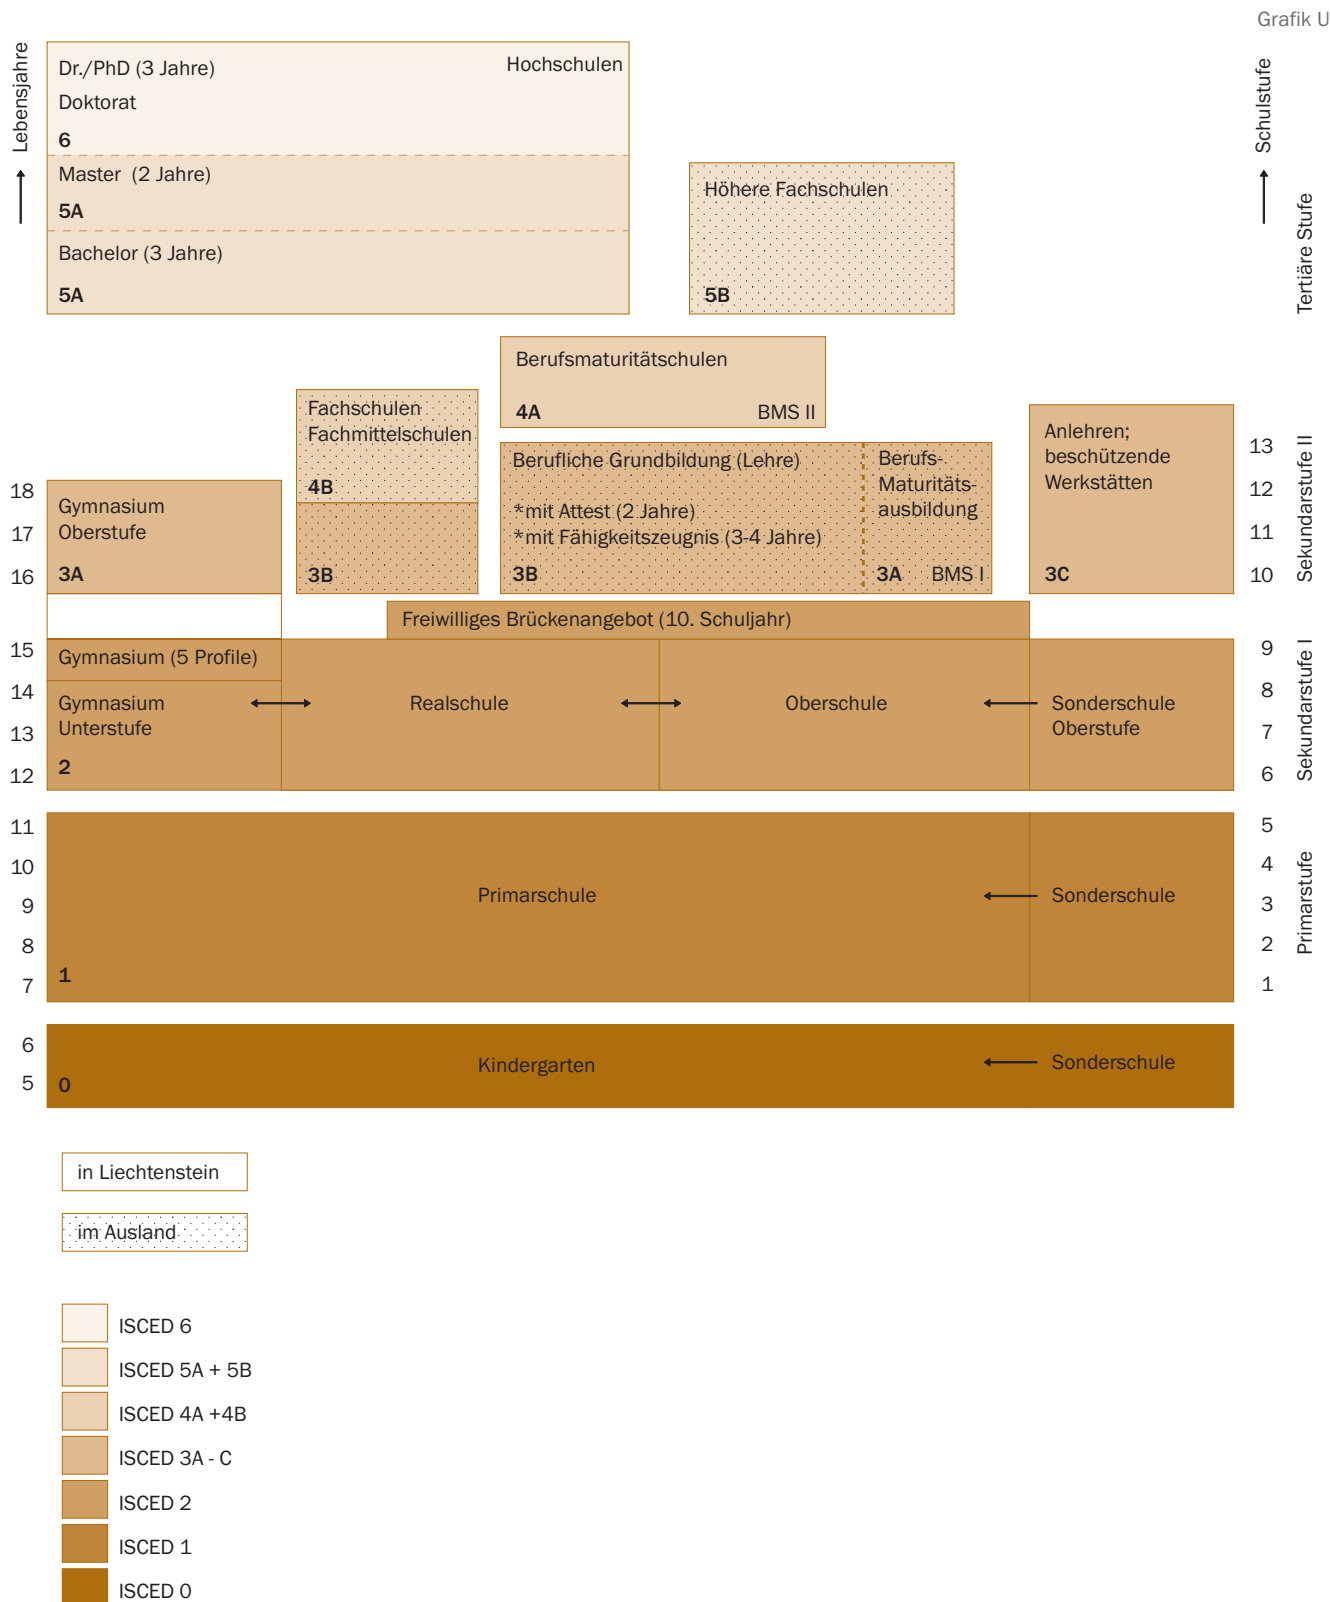 Grafik U
Lebensjahre
Schulstufe
Dr./PhD (3 Jahre)
Hochschulen
Doktorat
6
Master (2 Jahre)
5A
Bachelor (3 Jahre)
5A
Höhere Fachschulen
5B
Tertiäre Stufe
Berufsmaturitätschulen
4A
BMS II
Fachschulen
Fachmittelschulen
4B
3B
Berufliche Grundbildung (Lehre)
*mit Attest (2 Jahre)
*mit Fähigkeitszeugnis (3-4 Jahre)
3B
Berufs-
Maturitäts-
ausbildung
3A
BMS I
Anlehren;
beschützende
Werkstätten
3C
13
12
11
10
Sekundarstufe II
18
17
16
Gymnasium
Oberstufe
3A
Freiwilliges Brückenangebot (10. Schuljahr)
15
14
13
12
Gymnasium (5 Profile)
Gymnasium
Unterstufe
2
Realschule
Oberschule
Sonderschule
Oberstufe
9
8
7
6
Sekundarstufe I
11
10
9
8
7
1
Primarschule
Sonderschule
5
4
3
2
1
Primarstufe
6
5
0
Kindergarten
Sonderschule
in Liechtenstein
im Ausland
ISCED 6
ISCED 5A + 5B
ISCED 4A +4B
ISCED 3A - C
ISCED 2
ISCED 1
ISCED 0